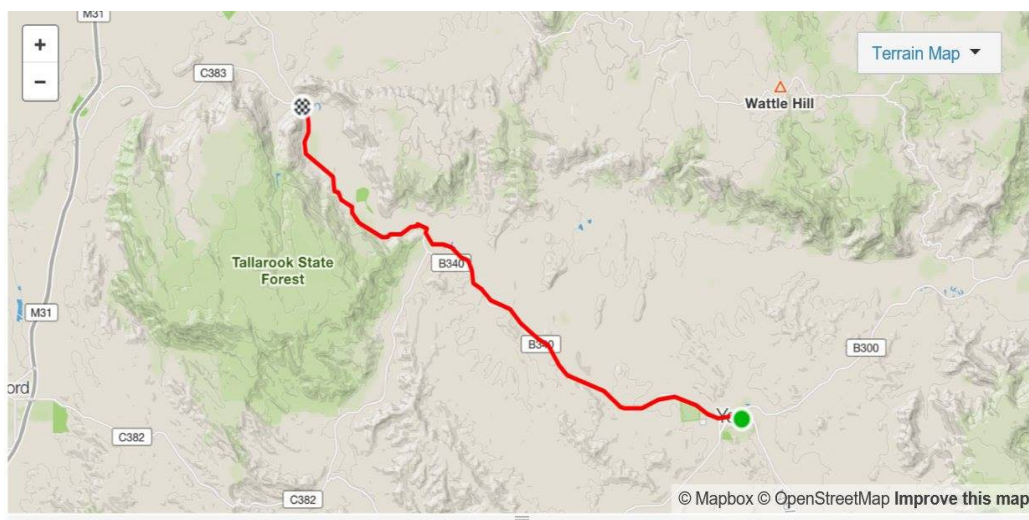 M31
+
−
C383
Terrain Map
Wattle Hill
Tallarook State
Forest
B340
M31
B340
B300
ord
C382
C382
© Mapbox © OpenStreetMap Improve this map